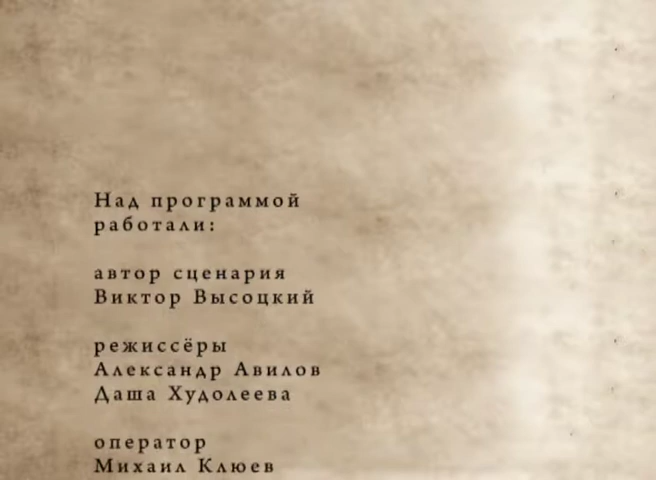 Над программой
работали:
автор сценария
Виктор Высоцкий
режиссёры
Александр Авилов
Даша Худолеева
оператор
Михаил Клюев